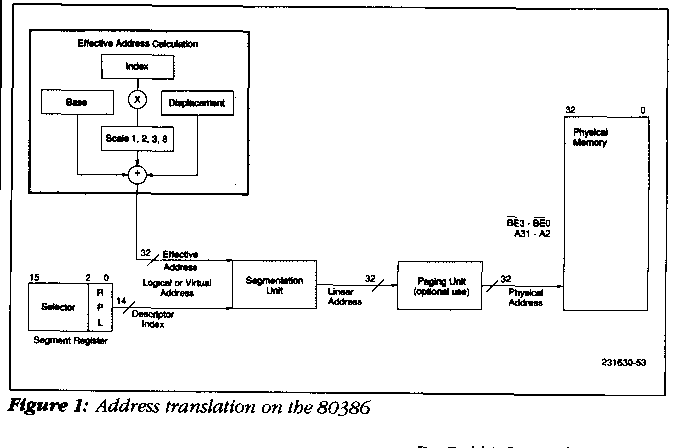 Effective Address Calculation
Index
Base
X
Displacement
Scale 1, 2, 3, 8
+
32 Effective
Address
Logical or Virtual
Address
15 2 0
Selector
R
P
L
14
Descriptor
Index
Segment Register
Segmentation
Unit
32
Linear
Address
Paging Unit
(optional use)
32
Physical
Address
32 0
Physical
Memory
BE3 - BE0
A31 - A2
231630-53
Figure 1: Address translation on the 80386